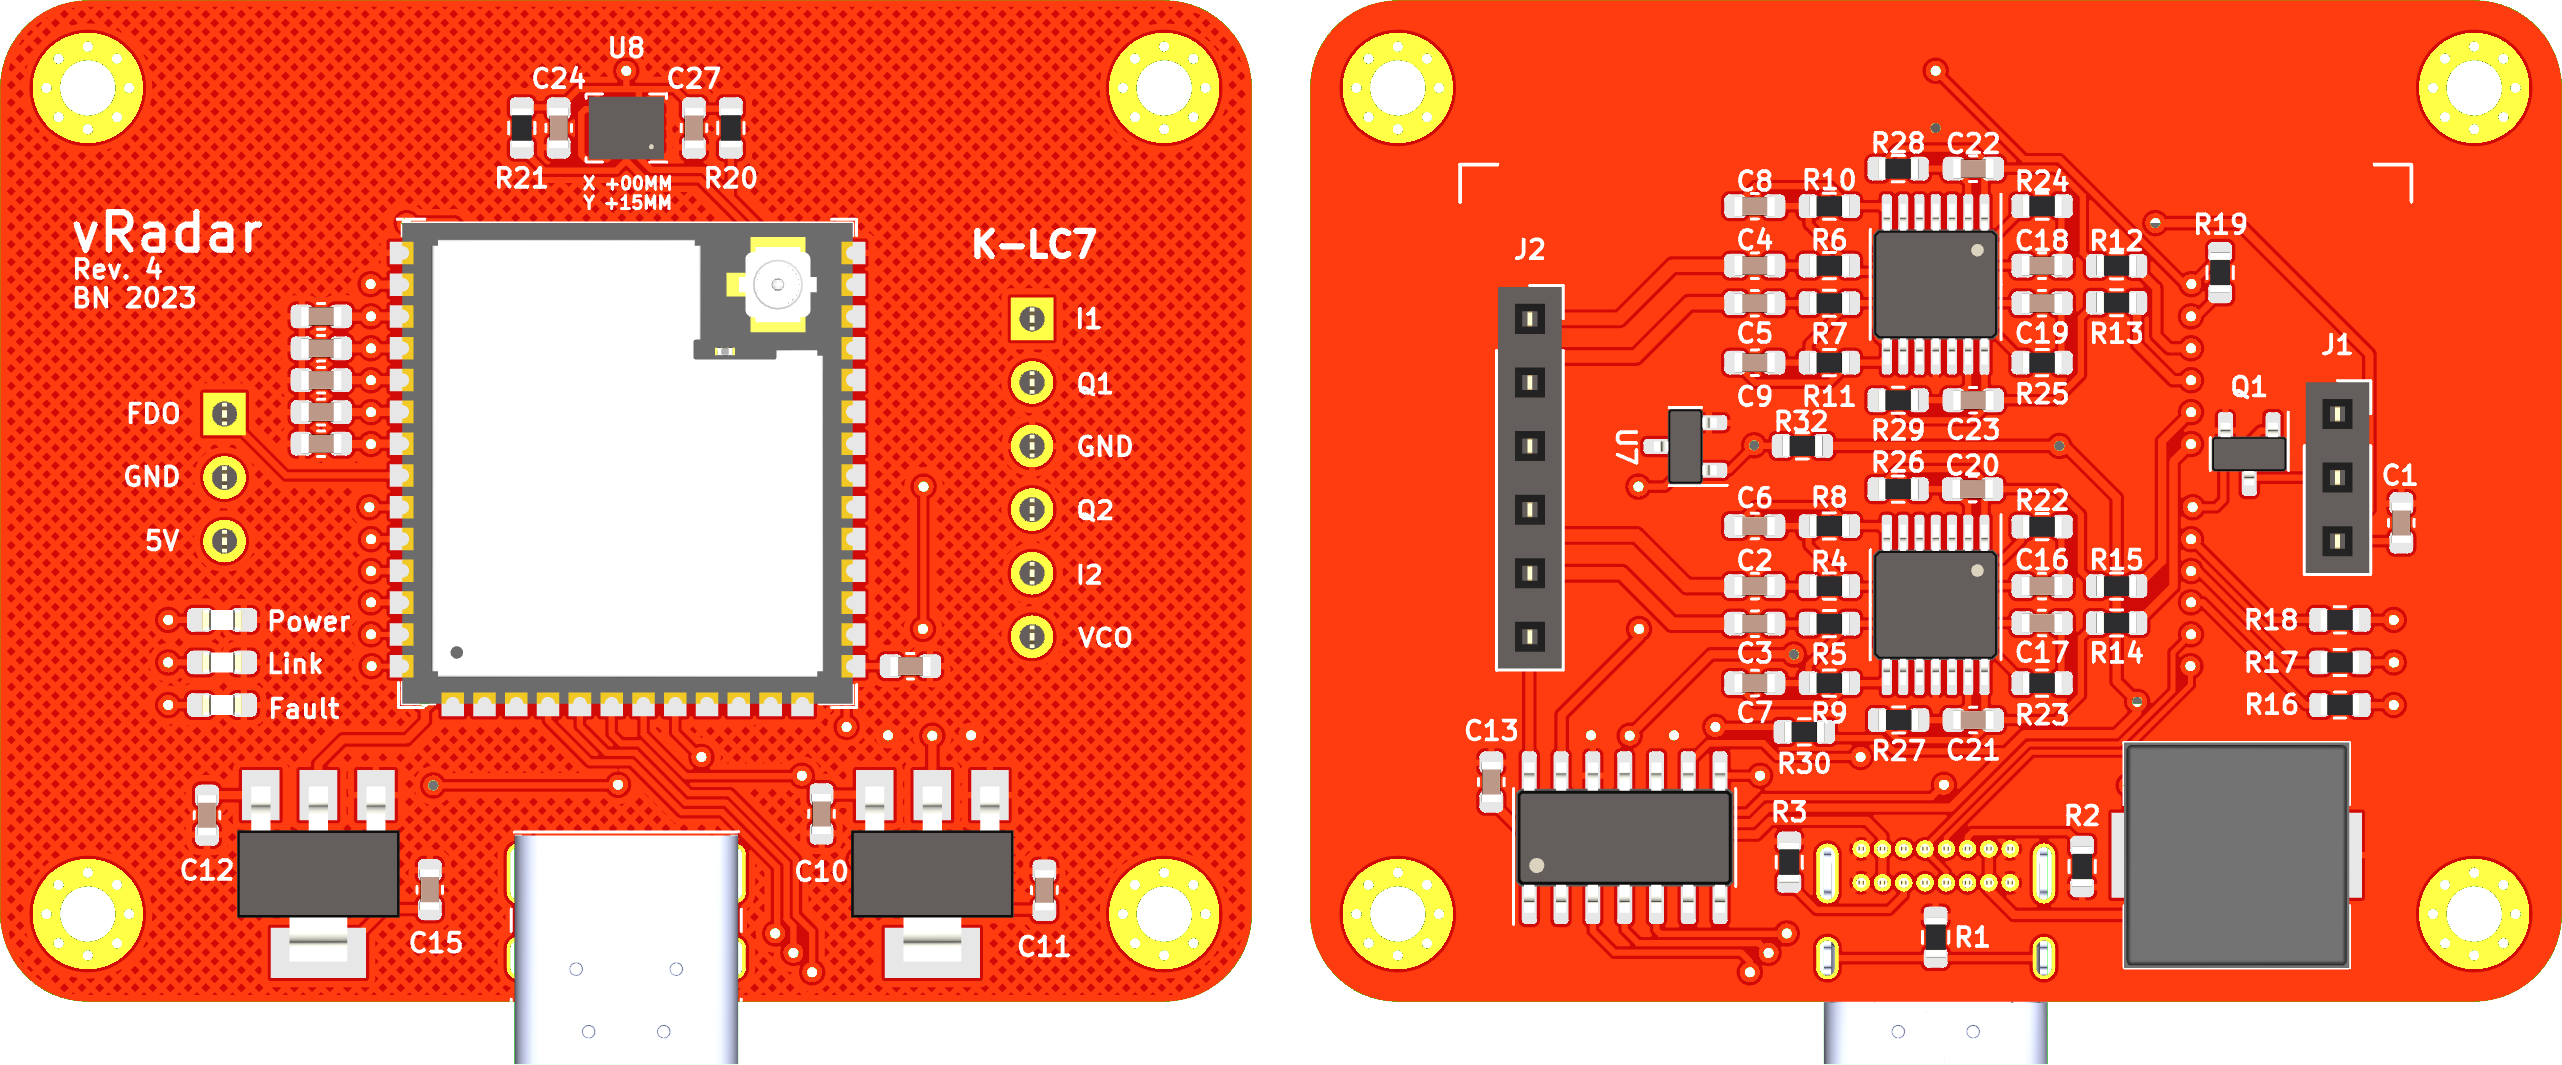 U8
C24
C27
R21
X +00MM
Y +15MM
R20
vRadar
Rev. 4
BN 2023
K-LC7
I1
Q1
GND
Q2
I2
VCO
FDO
GND
5V
Power
Link
Fault
C12
C15
C10
C11
R28
C22
C8
R10
R24
J2
C4
R6
C18
R12
R19
C5
R7
C19
R13
J1
C9
R11
R25
Q1
U7
R32
R29
C23
R26
C20
C1
C6
R8
R22
C2
R4
C16
R15
C3
R5
C17
R14
R18
R17
R16
C13
C7
R9
R23
R30
R27
C21
R3
R2
R1